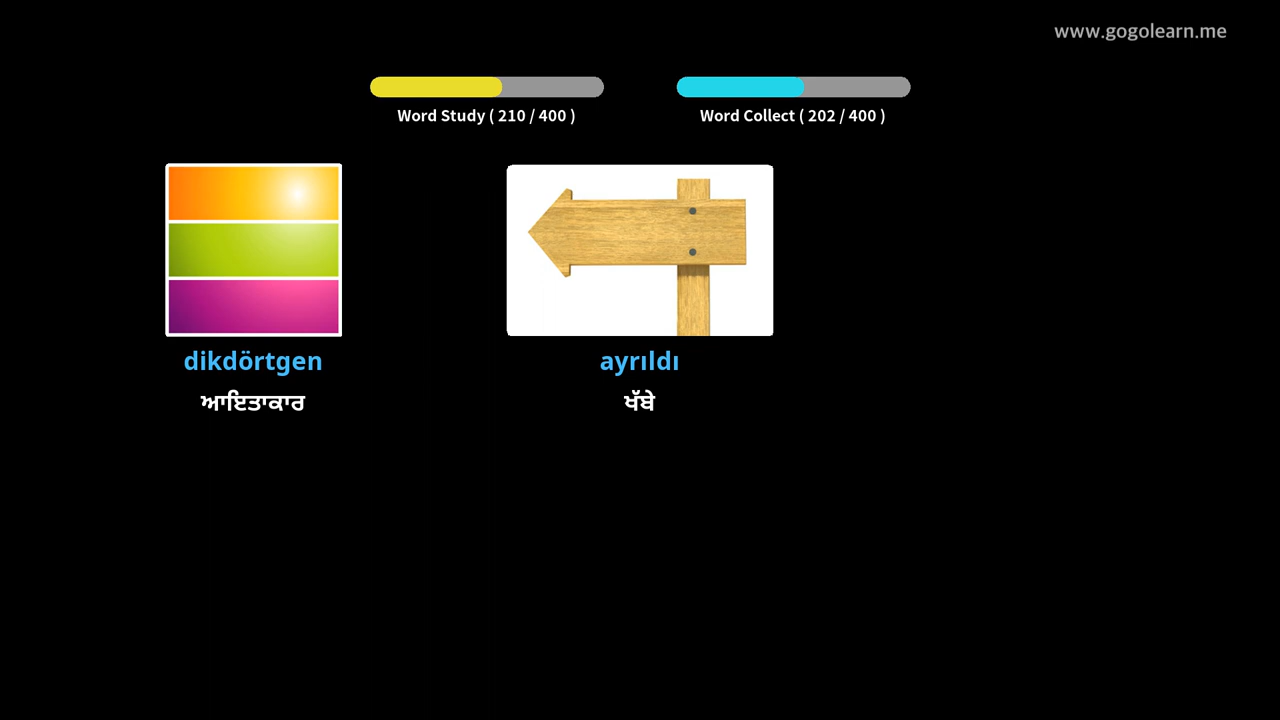 www.gogolearn.me
Word Study ( 210 / 400 )
Word Collect ( 202 / 400 )
dikdörtgen
ਆਇਤਾਕਾਰ
ayrıldı
ਖੱਬੇ